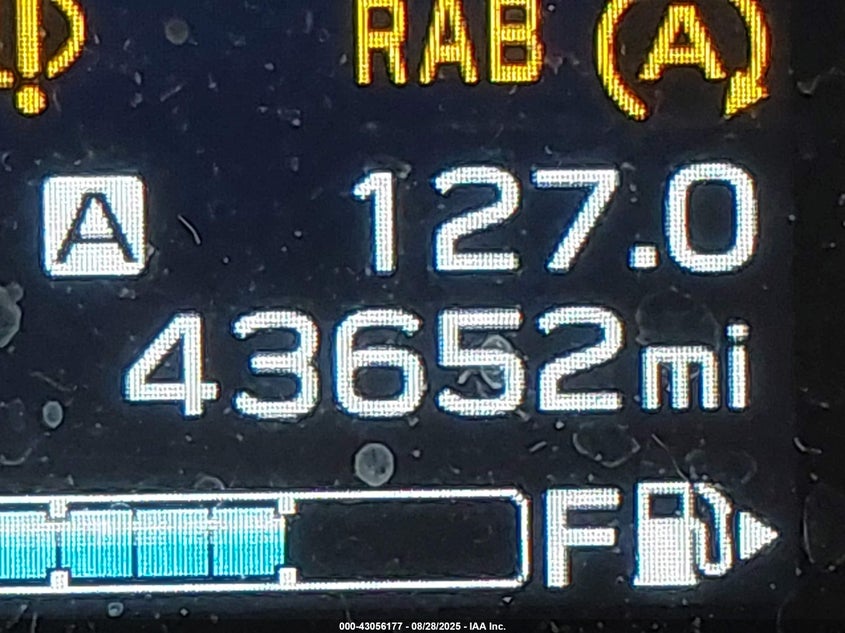 RAB A
A 127.0
43652mi
F
000-43056177 - 08/28/2025 - IAA Inc.